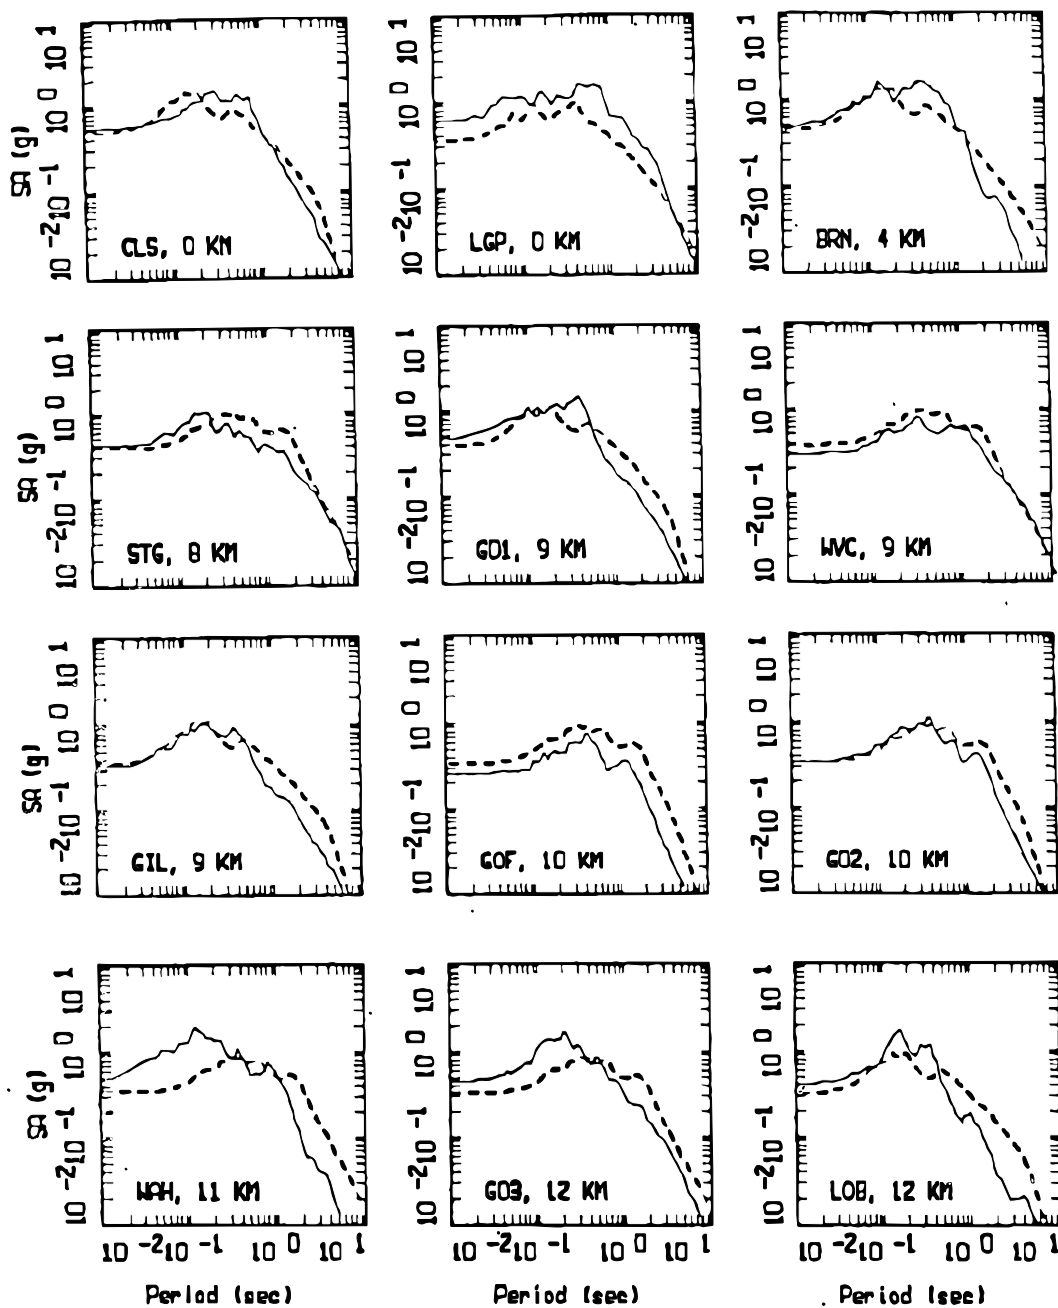 SA (g)
10 1
10 0
10 -1
10 -2
CLS, 0 KM
10 1
10 0
10 -1
10 -2
LGP, 0 KM
10 1
10 0
10 -1
10 -2
BRN, 4 KM
SA (g)
10 1
10 0
10 -1
10 -2
STG, 8 KM
10 1
10 0
10 -1
10 -2
GO1, 9 KM
10 1
10 0
10 -1
10 -2
WVC, 9 KM
SA (g)
10 1
10 0
10 -1
10 -2
GIL, 9 KM
10 1
10 0
10 -1
10 -2
GOF, 10 KM
10 1
10 0
10 -1
10 -2
GO2, 10 KM
SA (g)
10 1
10 0
10 -1
10 -2
WAH, 11 KM
10 1
10 0
10 -1
10 -2
GO3, 12 KM
10 1
10 0
10 -1
10 -2
LOB, 12 KM
10 -2 10 -1 10 0 10 1
10 -2 10 -1 10 0 10 1
10 -2 10 -1 10 0 10 1
Period (sec)
Period (sec)
Period (sec)